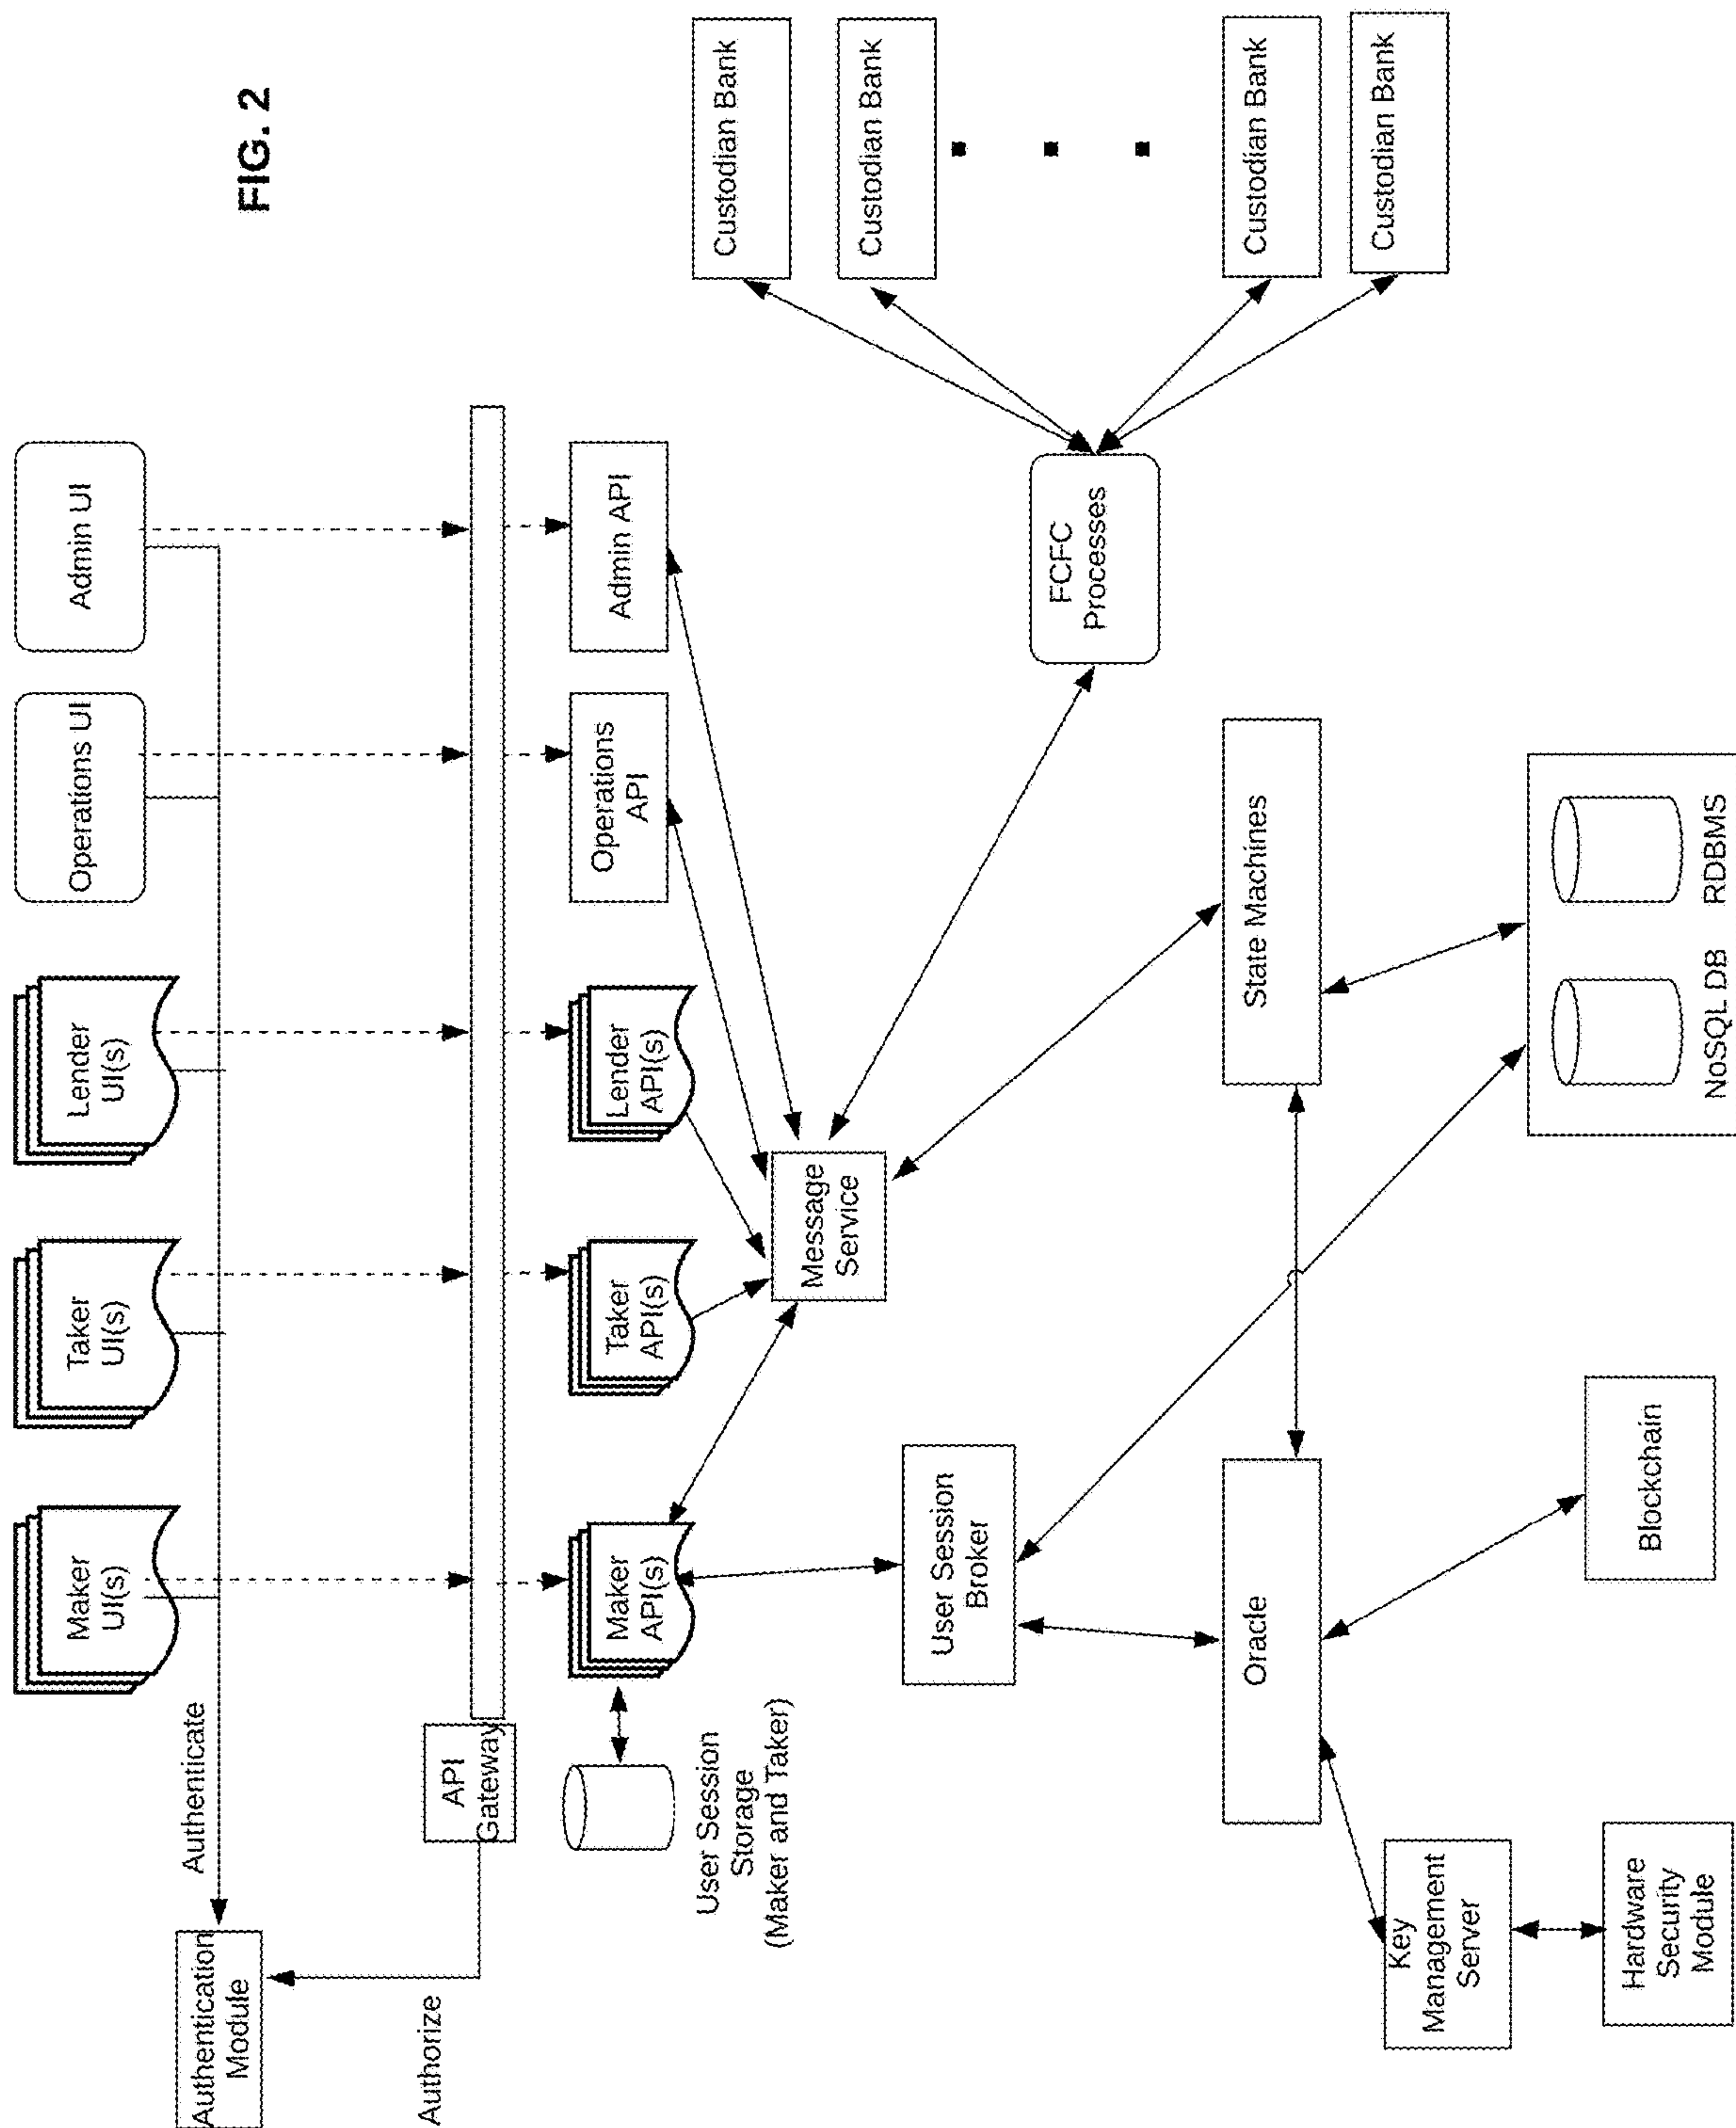 FIG. 2
Maker
UI(s)
Taker
UI(s)
Lender
UI(s)
Operations UI
Admin UI
Authenticate
Authentication
Module
Authorize
API
Gateway
Maker
API(s)
Taker
API(s)
Lender
API(s)
Operations
API
Admin API
User Session
Storage
(Maker and Taker)
Message
Service
User Session
Broker
FCFC
Processes
Custodian Bank
Custodian Bank
Custodian Bank
Custodian Bank
Oracle
State Machines
Key
Management
Server
Hardware
Security
Module
Blockchain
NoSQL DB
RDBMS